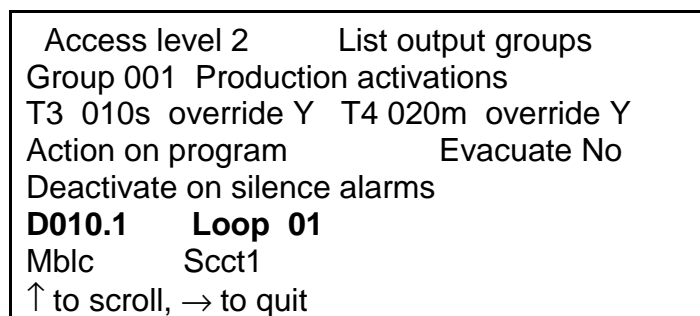 Access level 2 List output groups
Group 001 Production activations
T3 010s override Y T4 020m override Y
Action on program Evacuate No
Deactivate on silence alarms
D010.1 Loop 01
Mblc Scct1
↑ to scroll, → to quit